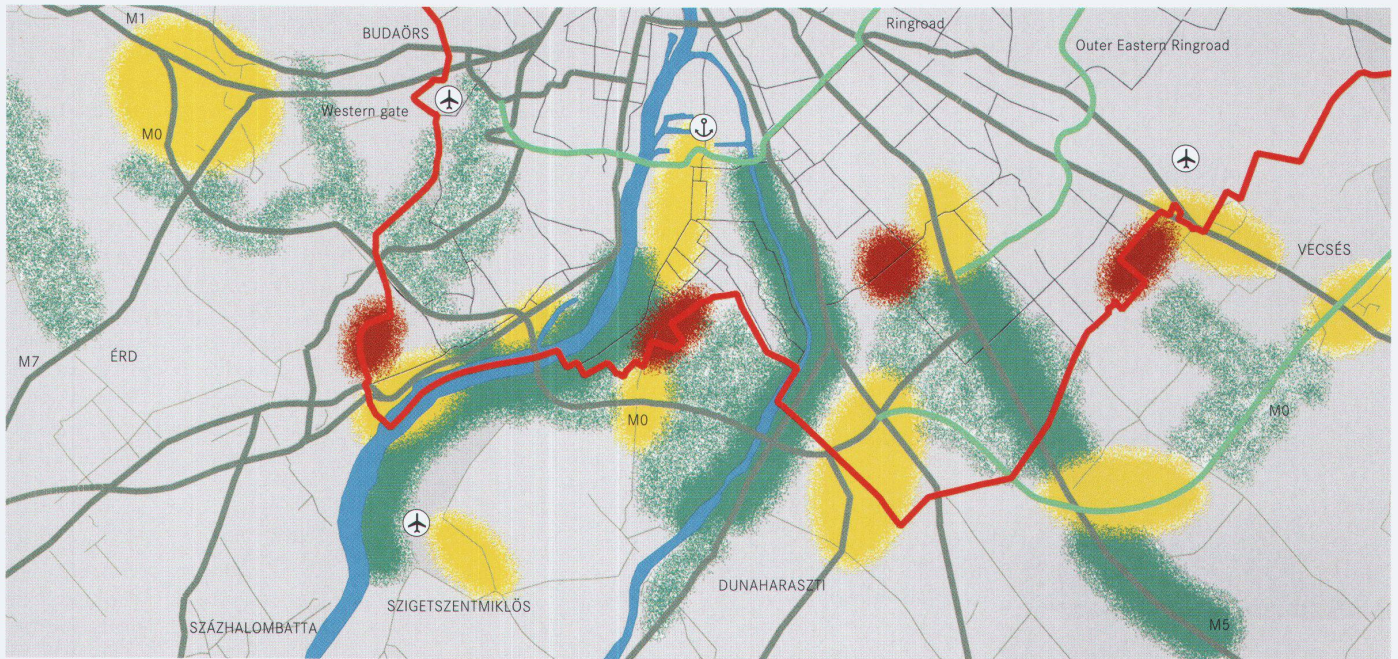 M1
BUDAÖRS
Ringroad
Outer Eastern Ringroad
Western gate
M0
VECSÉS
M7
ÉRD
M0
M0
DUNAHARASZTI
SZIGETSZENTMIKLÓS
SZÁZHALOMBATTA
M5